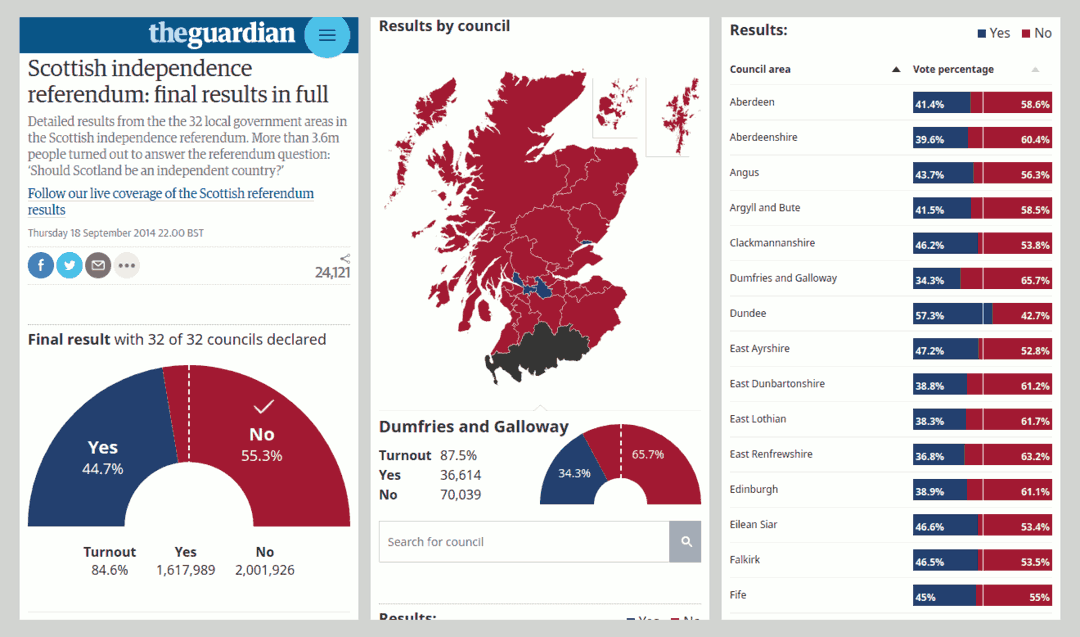 theguardian
Scottish independence
referendum: final results in full
Detailed results from the the 32 local government areas in
the Scottish independence referendum. More than 3.6m
people turned out to answer the referendum question:
'Should Scotland be an independent country?'
Follow our live coverage of the Scottish referendum
results
Thursday 18 September 2014 22.00 BST
24,121
Final result with 32 of 32 councils declared
Yes
44.7%
No
55.3%
Turnout Yes No
84.6% 1,617,989 2,001,926
Results by council
Dumfries and Galloway
Turnout 87.5%
Yes 36,614
No 70,039
34.3%
65.7%
Search for council
Results:
Yes No
Results:
Yes No
Council area Vote percentage
Aberdeen 41.4% 58.6%
Aberdeenshire 39.6% 60.4%
Angus 43.7% 56.3%
Argyll and Bute 41.5% 58.5%
Clackmannanshire 46.2% 53.8%
Dumfries and Galloway 34.3% 65.7%
Dundee 57.3% 42.7%
East Ayrshire 47.2% 52.8%
East Dunbartonshire 38.8% 61.2%
East Lothian 38.3% 61.7%
East Renfrewshire 36.8% 63.2%
Edinburgh 38.9% 61.1%
Eilean Siar 46.6% 53.4%
Falkirk 46.5% 53.5%
Fife 45% 55%